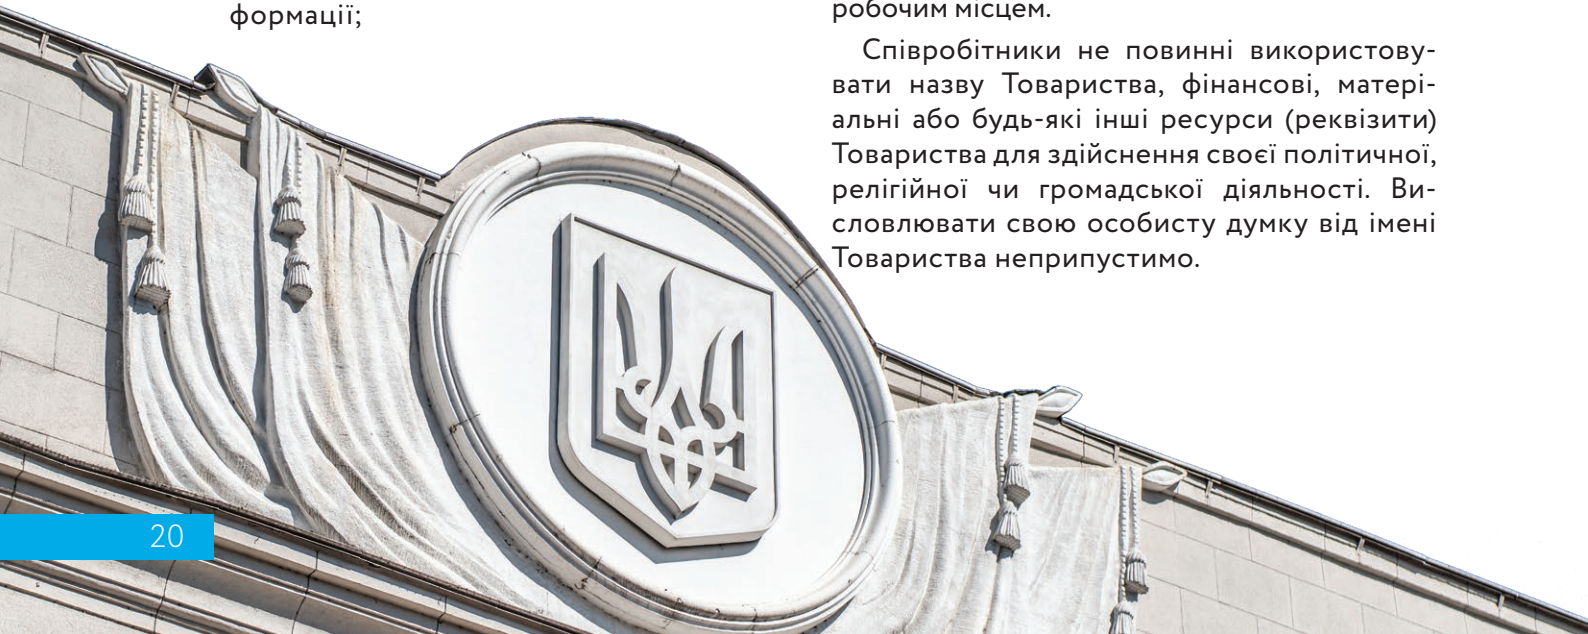 формації;
робочим місцем.
Співробітники не повинні використову-
вати назву Товариства, фінансові, матері-
альні або будь-які інші ресурси (реквізити)
Товариства для здійснення своєї політичної,
релігійної чи громадської діяльності. Ви-
словлювати свою особисту думку від імені
Товариства неприпустимо.
20